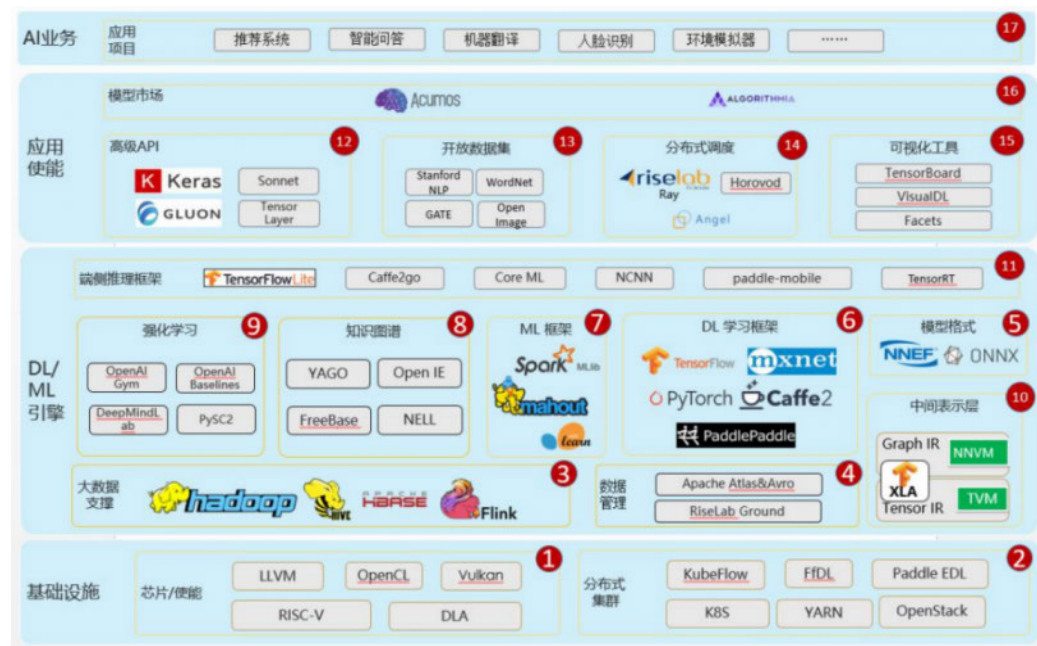 AI业务
应用
项目
推荐系统
智能问答
机器翻译
人脸识别
环境模拟器
……
17
应用
使能
模型市场
Acumos
ALGORITHMIA
16
高级API
12
K Keras
Sonnet
GLUON
Tensor
Layer
开放数据集
13
Stanford
NLP
WordNet
GATE
Open
Image
分布式调度
14
riselab
Ray
Horovod
Angel
可视化工具
15
TensorBoard
VisualDL
Facets
DL/
ML
引擎
端侧推理框架
TensorFlowLite
Caffe2go
Core ML
NCNN
paddle-mobile
TensorRT
11
强化学习
9
OpenAI
Gym
OpenAI
Baselines
DeepMindL
ab
PySC2
知识图谱
8
YAGO
Open IE
FreeBase
NELL
ML 框架
7
Spark MLlib
mahout
learn
DL 学习框架
6
TensorFlow
mxnet
PyTorch
Caffe2
PaddlePaddle
模型格式
5
NNEF
ONNX
中间表示层
10
Graph IR
NNVM
XLA
Tensor IR
TVM
大数据
支撑
3
hadoop
HIVE
APACHE
HBASE
Flink
数据
管理
4
Apache Atlas&Avro
RiseLab Ground
基础设施
芯片/使能
1
LLVM
OpenCL
Vulkan
RISC-V
DLA
分布式
集群
2
KubeFlow
FfDL
Paddle EDL
K8S
YARN
OpenStack